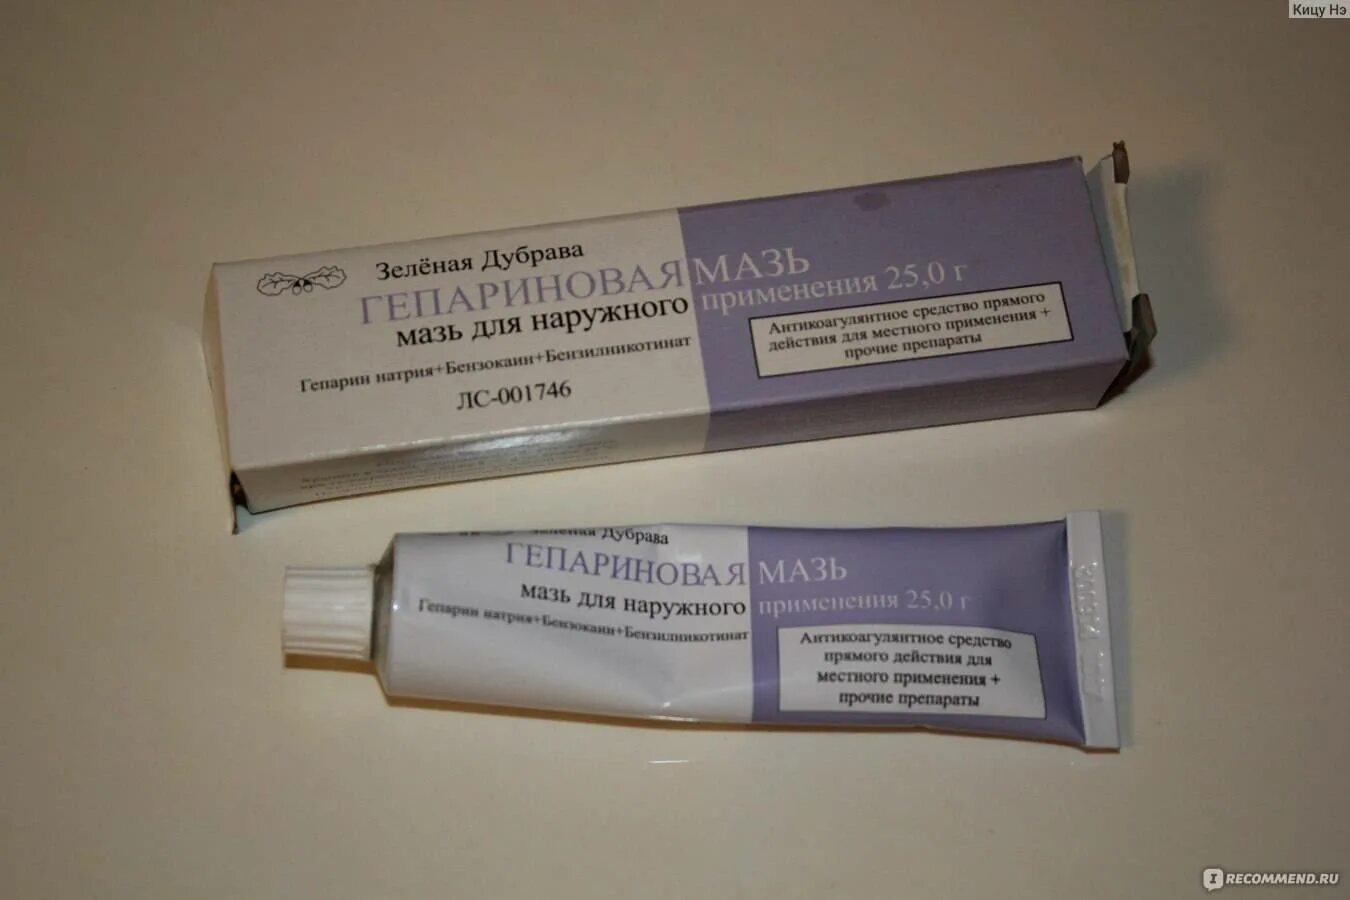 Кицу Нэ
Зелёная Дубрава
ГЕПАРИНОВАЯ МАЗЬ
мазь для наружного применения 25,0 г
Гепарин натрия+Бензокаин+Бензилникотинат
ЛС-001746
Антикоагулянтное средство прямого
действия для местного применения +
прочие препараты
Зелёная Дубрава
ГЕПАРИНОВАЯ МАЗЬ
мазь для наружного применения 25,0 г
Гепарин натрия+Бензокаин+Бензилникотинат
Антикоагулянтное средство
прямого действия для
местного применения +
прочие препараты
IRECOMMEND.RU